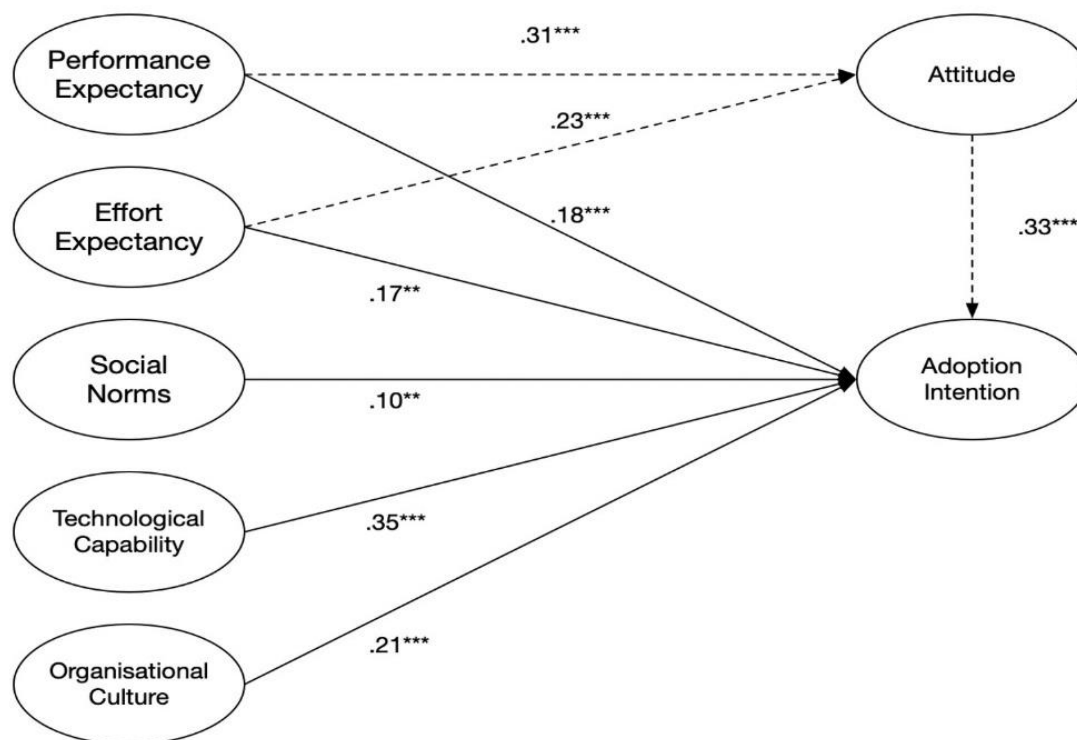 Performance
Expectancy
.31***
Attitude
.23***
Effort
Expectancy
.18***
.33***
.17**
Social
Norms
.10**
Adoption
Intention
Technological
Capability
.35***
.21***
Organisational
Culture